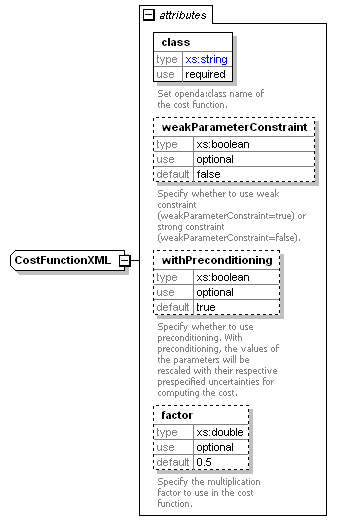 attributes
class
type xs:string
use required
Set openda:class name of
the cost function.
weakParameterConstraint
type xs:boolean
use optional
default false
Specify whether to use weak
constraint
(weakParameterConstraint=true) or
strong constraint
(weakParameterConstraint=false).
CostFunctionXML
withPreconditioning
type xs:boolean
use optional
default true
Specify whether to use
preconditioning. With
preconditioning, the values of
the parameters will be
rescaled with their respective
prespecified uncertainties for
computing the cost.
factor
type xs:double
use optional
default 0.5
Specify the multiplication
factor to use in the cost
function.